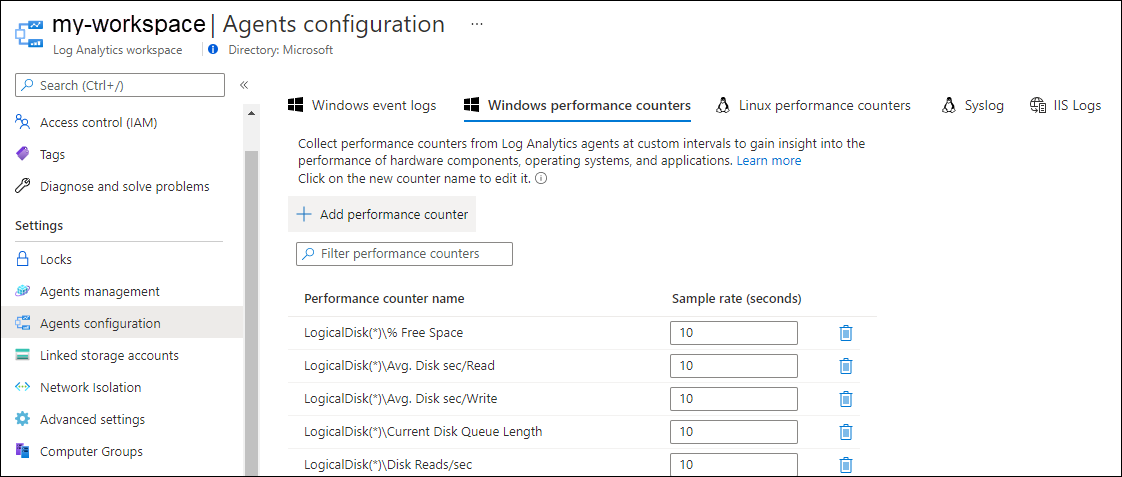 my-workspace | Agents configuration ...
Log Analytics workspace Directory: Microsoft
Search (Ctrl+/) «
Access control (IAM)
Tags
Diagnose and solve problems
Settings
Locks
Agents management
Agents configuration
Linked storage accounts
Network Isolation
Advanced settings
Computer Groups
Windows event logs Windows performance counters Linux performance counters Syslog IIS Logs
Collect performance counters from Log Analytics agents at custom intervals to gain insight into the
performance of hardware components, operating systems, and applications. Learn more
Click on the new counter name to edit it.
Add performance counter
Filter performance counters
Performance counter name Sample rate (seconds)
LogicalDisk(*)\% Free Space 10
LogicalDisk(*)\Avg. Disk sec/Read 10
LogicalDisk(*)\Avg. Disk sec/Write 10
LogicalDisk(*)\Current Disk Queue Length 10
LogicalDisk(*)\Disk Reads/sec 10